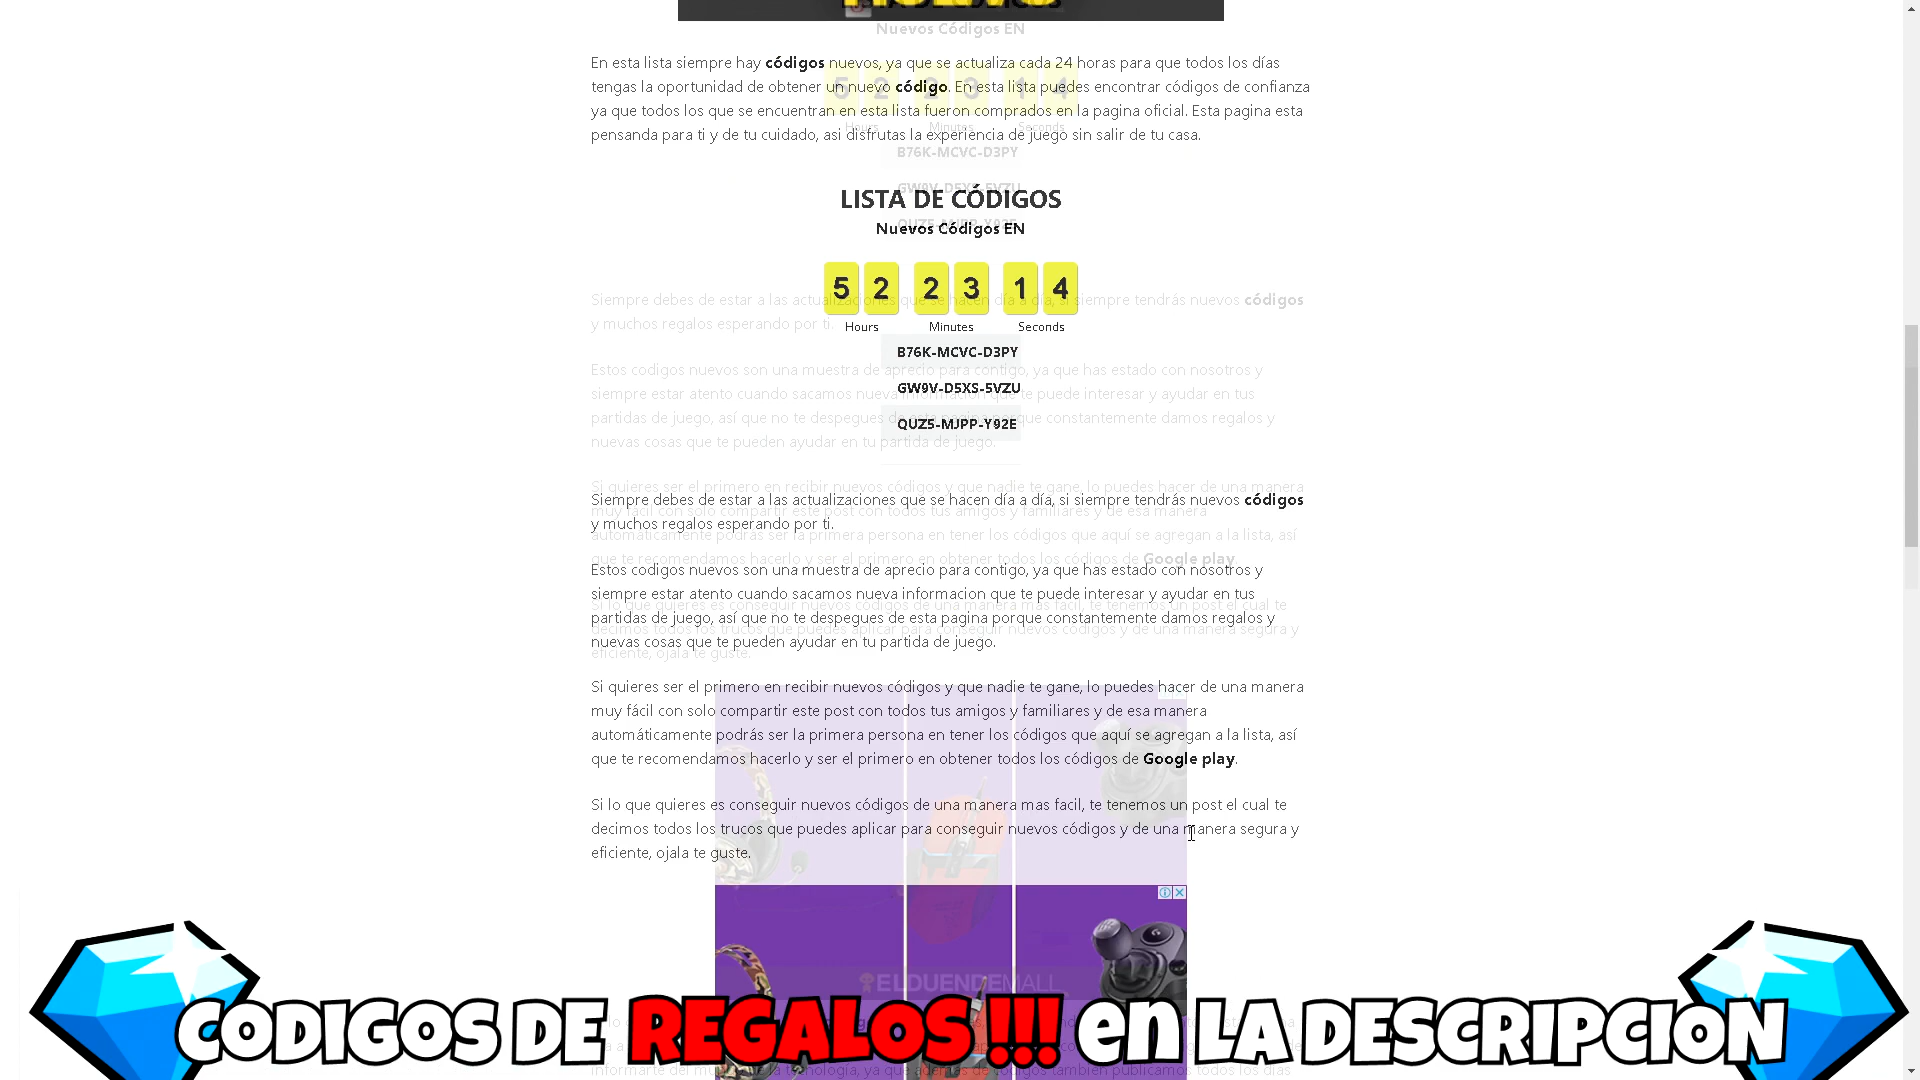 Nuevos Códigos EN
En esta lista siempre hay códigos nuevos, ya que se actualiza cada 24 horas para que todos los días
tengas la oportunidad de obtener un nuevo código. En esta lista puedes encontrar códigos de confianza
ya que todos los que se encuentran en esta lista fueron comprados en la pagina oficial. Esta pagina esta
pensanda para ti y de tu cuidado, asi disfrutas la experiencia de juego sin salir de tu casa.
LISTA DE CÓDIGOS
Nuevos Códigos EN
5 2 2 3 1 4
Hours Minutes Seconds
B76K-MCVC-D3PY
GW9V-D5XS-5VZU
QUZ5-MJPP-Y92E
Siempre debes de estar a las actualizaciones que se hacen día a día, si siempre tendrás nuevos códigos
y muchos regalos esperando por ti.
Estos codigos nuevos son una muestra de aprecio para contigo, ya que has estado con nosotros y
siempre estar atento cuando sacamos nueva informacion que te puede interesar y ayudar en tus
partidas de juego, así que no te despegues de esta pagina porque constantemente damos regalos y
nuevas cosas que te pueden ayudar en tu partida de juego.
Si quieres ser el primero en recibir nuevos códigos y que nadie te gane, lo puedes hacer de una manera
muy fácil con solo compartir este post con todos tus amigos y familiares y de esa manera
automáticamente podrás ser la primera persona en tener los códigos que aquí se agregan a la lista, así
que te recomendamos hacerlo y ser el primero en obtener todos los códigos de Google play.
Si lo que quieres es conseguir nuevos códigos de una manera mas facil, te tenemos un post el cual te
decimos todos los trucos que puedes aplicar para conseguir nuevos códigos y de una manera segura y
eficiente, ojala te guste.
ELDUENDEMALL
CODIGOS DE REGALOS!!! en LA DESCRIPCION